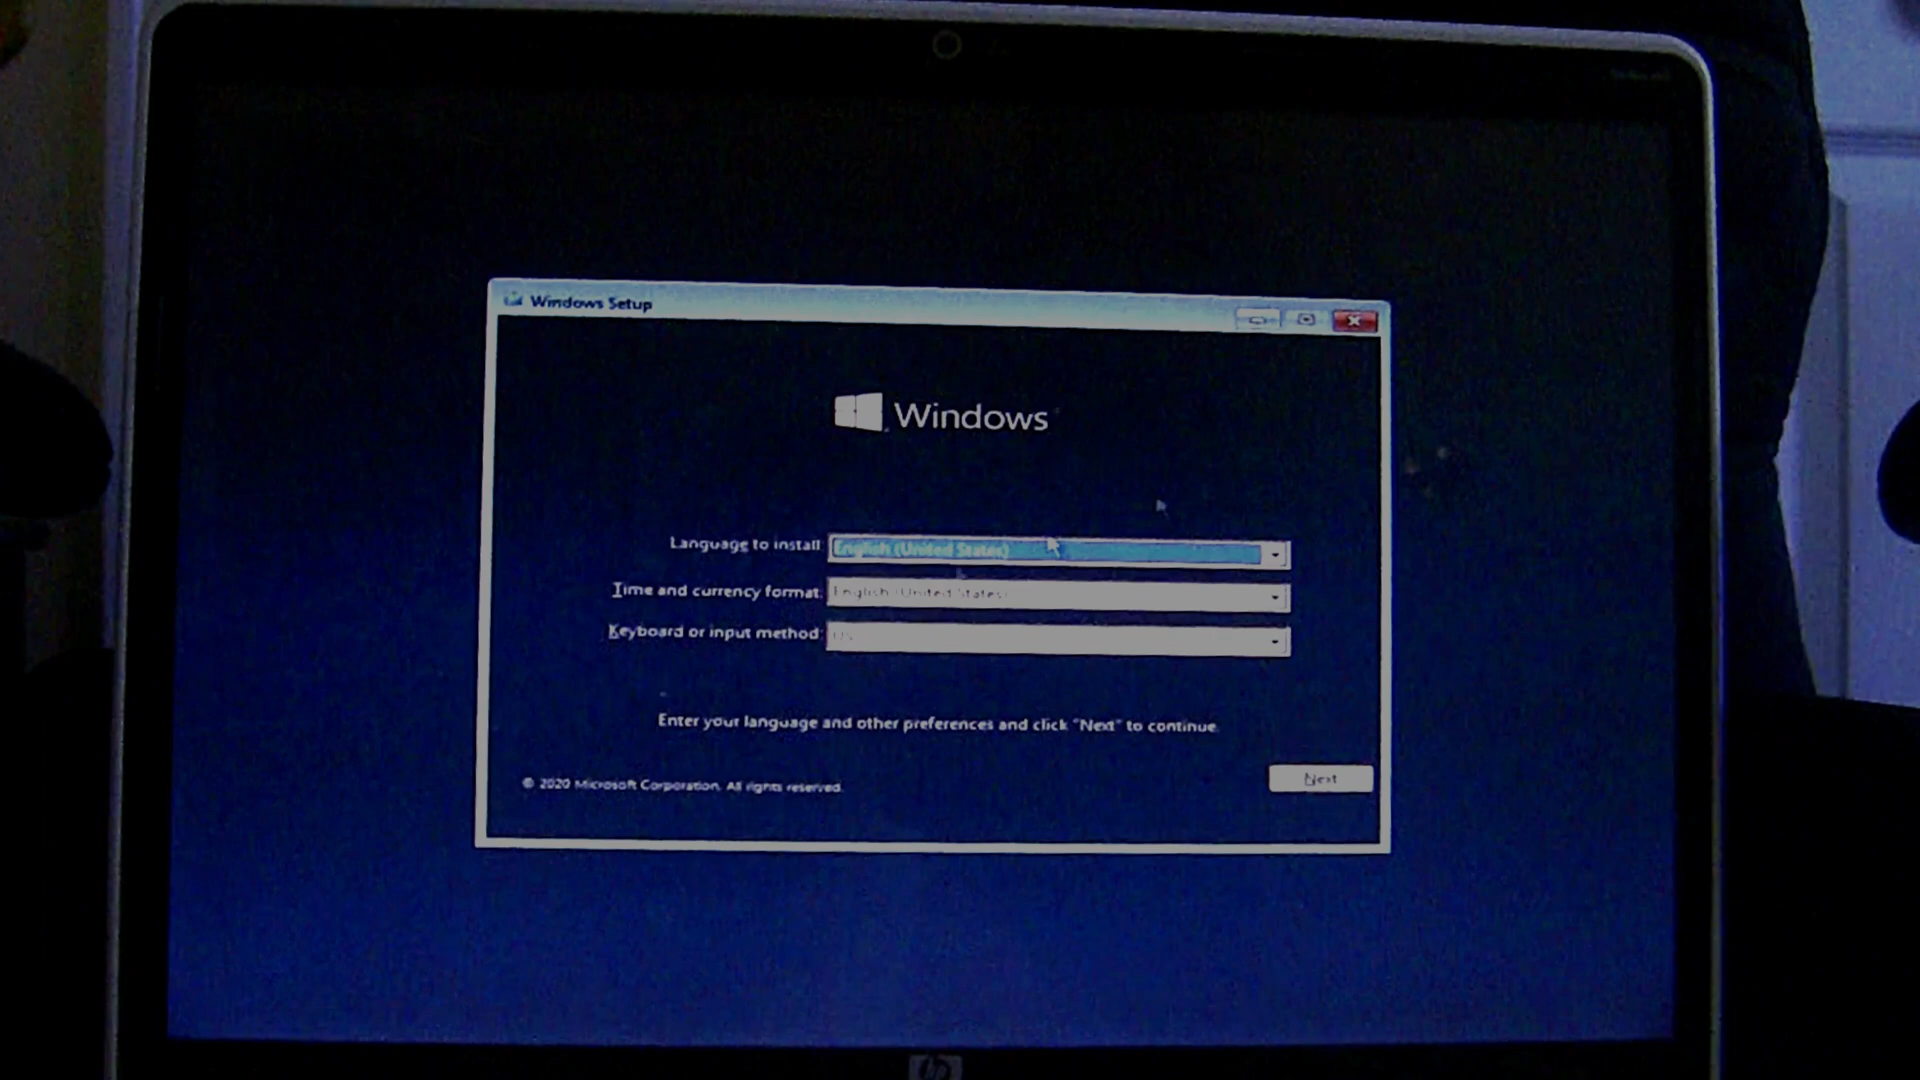 Windows Setup
Windows
Language to install: English (United States)
Time and currency format: English (United States)
Keyboard or input method: US
Enter your language and other preferences and click "Next" to continue.
© 2020 Microsoft Corporation. All rights reserved.
Next
hp